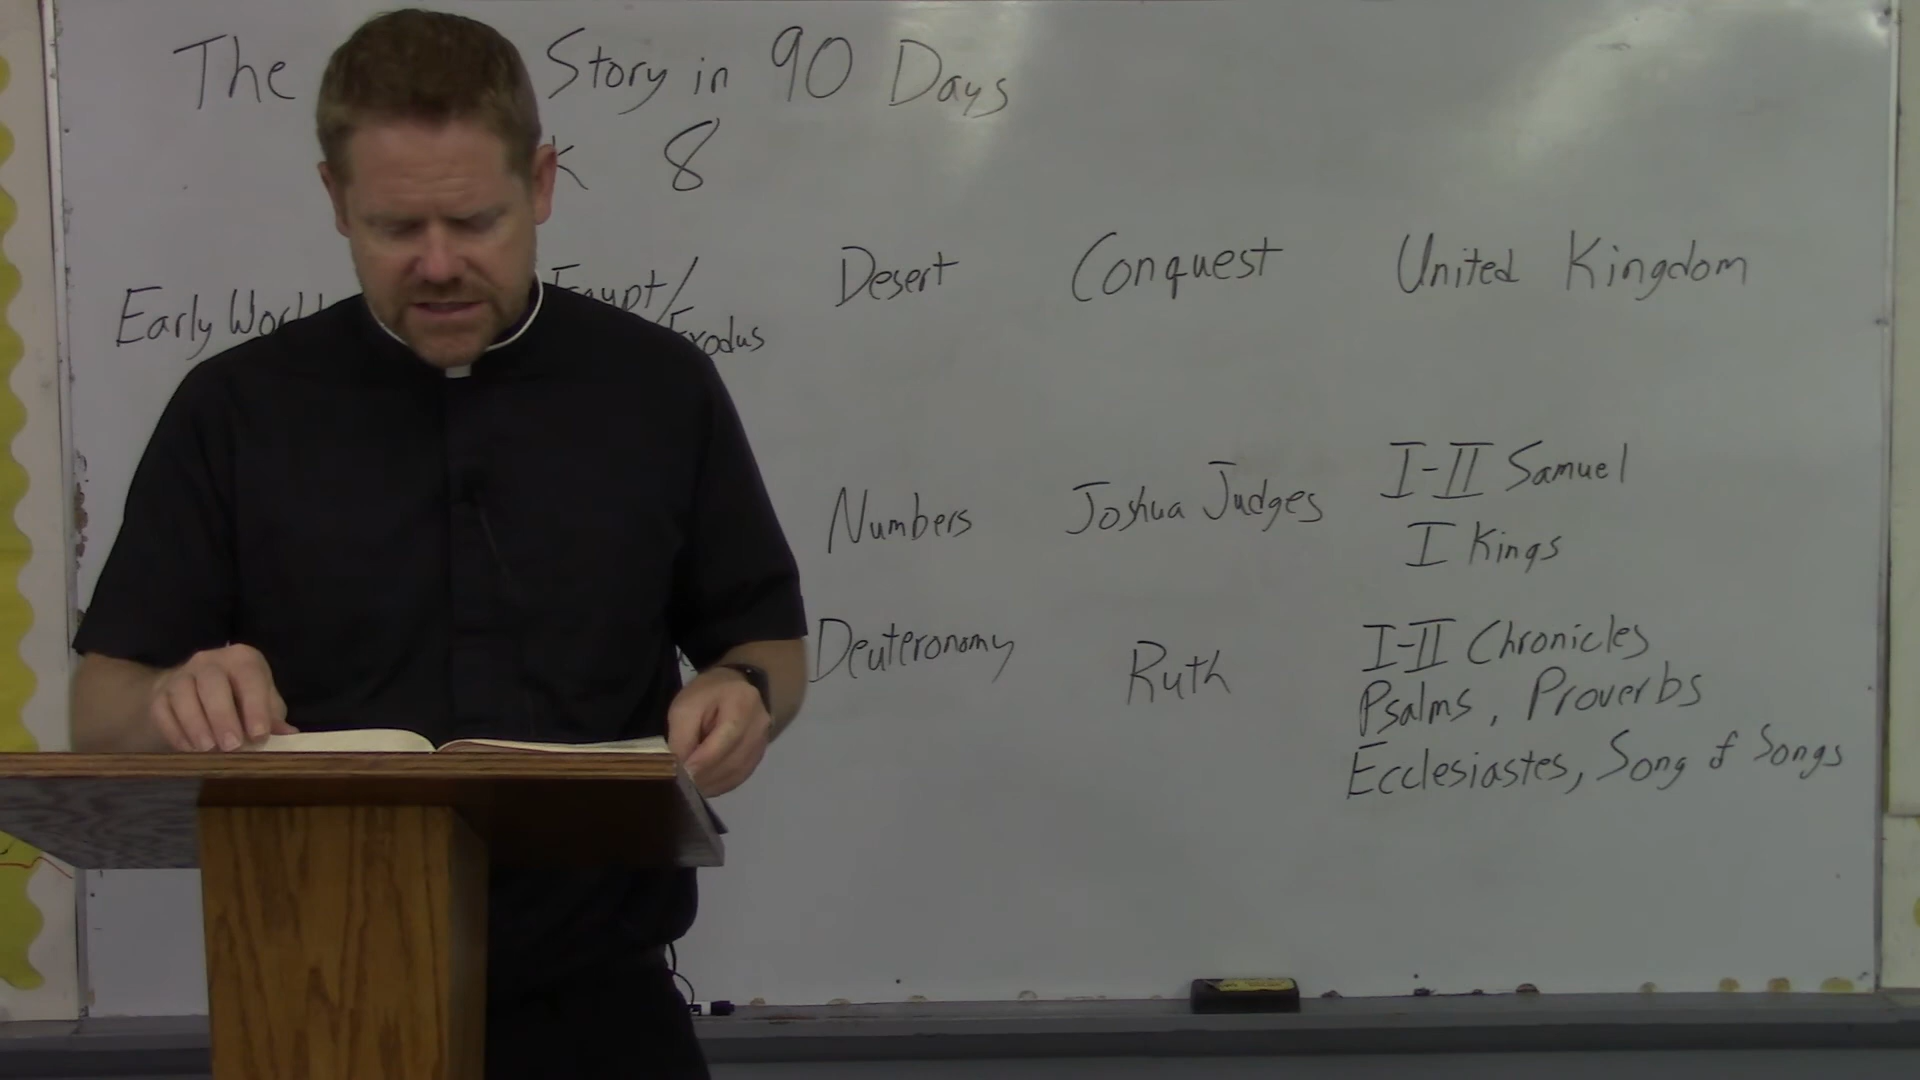 The Story in 90 Days
8
Early
Egypt/
Exodus
Desert
Conquest
United Kingdom
Numbers
Joshua Judges
I-II Samuel
I Kings
Deuteronomy
Ruth
I-II Chronicles
Psalms, Proverbs
Ecclesiastes, Song of Songs